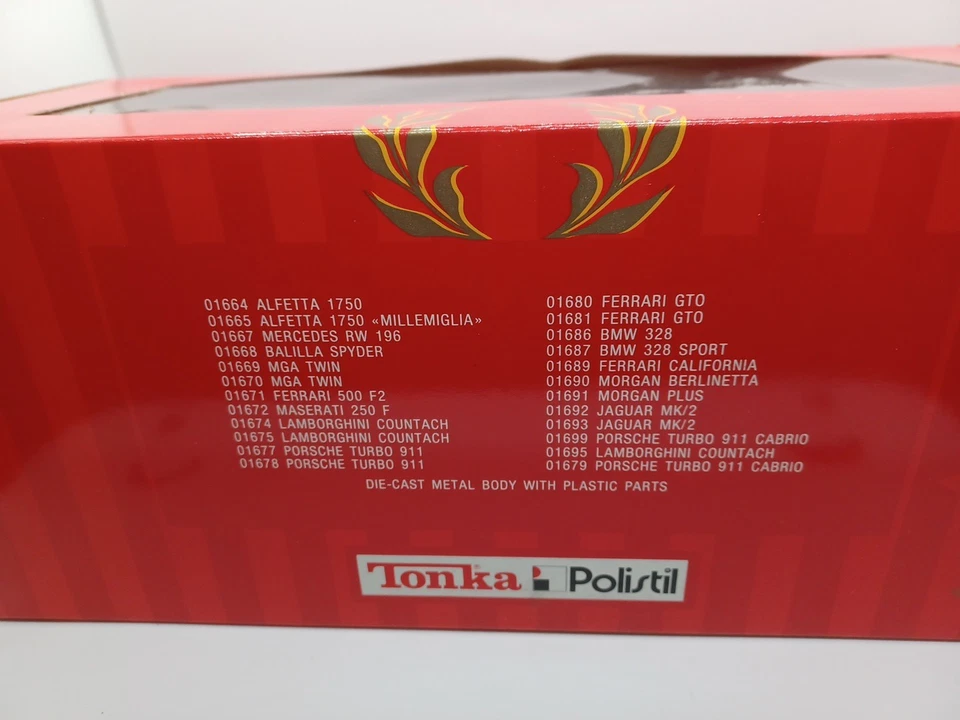 01664 ALFETTA 1750
01665 ALFETTA 1750 «MILLEMIGLIA»
01667 MERCEDES RW 196
01668 BALILLA SPYDER
01669 MGA TWIN
01670 MGA TWIN
01671 FERRARI 500 F2
01672 MASERATI 250 F
01674 LAMBORGHINI COUNTACH
01675 LAMBORGHINI COUNTACH
01677 PORSCHE TURBO 911
01678 PORSCHE TURBO 911
01680 FERRARI GTO
01681 FERRARI GTO
01686 BMW 328
01687 BMW 328 SPORT
01689 FERRARI CALIFORNIA
01690 MORGAN BERLINETTA
01691 MORGAN PLUS
01692 JAGUAR MK/2
01693 JAGUAR MK/2
01699 PORSCHE TURBO 911 CABRIO
01695 LAMBORGHINI COUNTACH
01679 PORSCHE TURBO 911 CABRIO
DIE-CAST METAL BODY WITH PLASTIC PARTS
Tonka Polistil